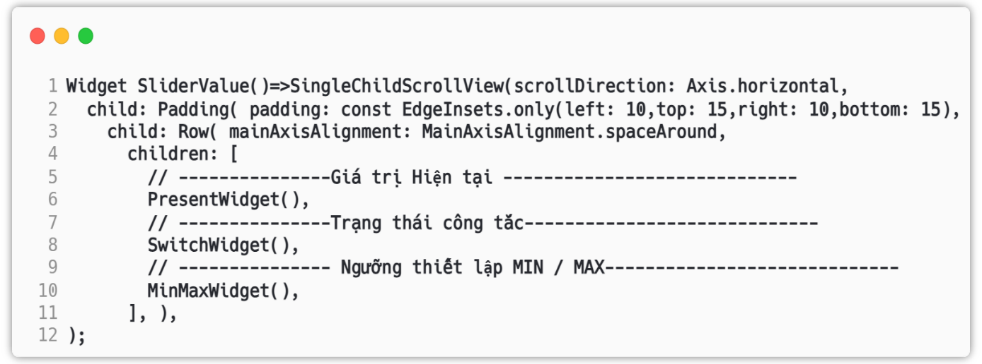 1 Widget SliderValue()=>SingleChildScrollView(scrollDirection: Axis.horizontal,
2   child: Padding( padding: const EdgeInsets.only(left: 10,top: 15,right: 10,bottom: 15),
3     child: Row( mainAxisAlignment: MainAxisAlignment.spaceAround,
4       children: [
5         // ---------------Giá trị Hiện tại -----------------------------
6         PresentWidget(),
7         // ---------------Trạng thái công tắc-----------------------------
8         SwitchWidget(),
9         // --------------- Ngưỡng thiết lập MIN / MAX-----------------------------
10         MinMaxWidget(),
11       ], ),
12 );